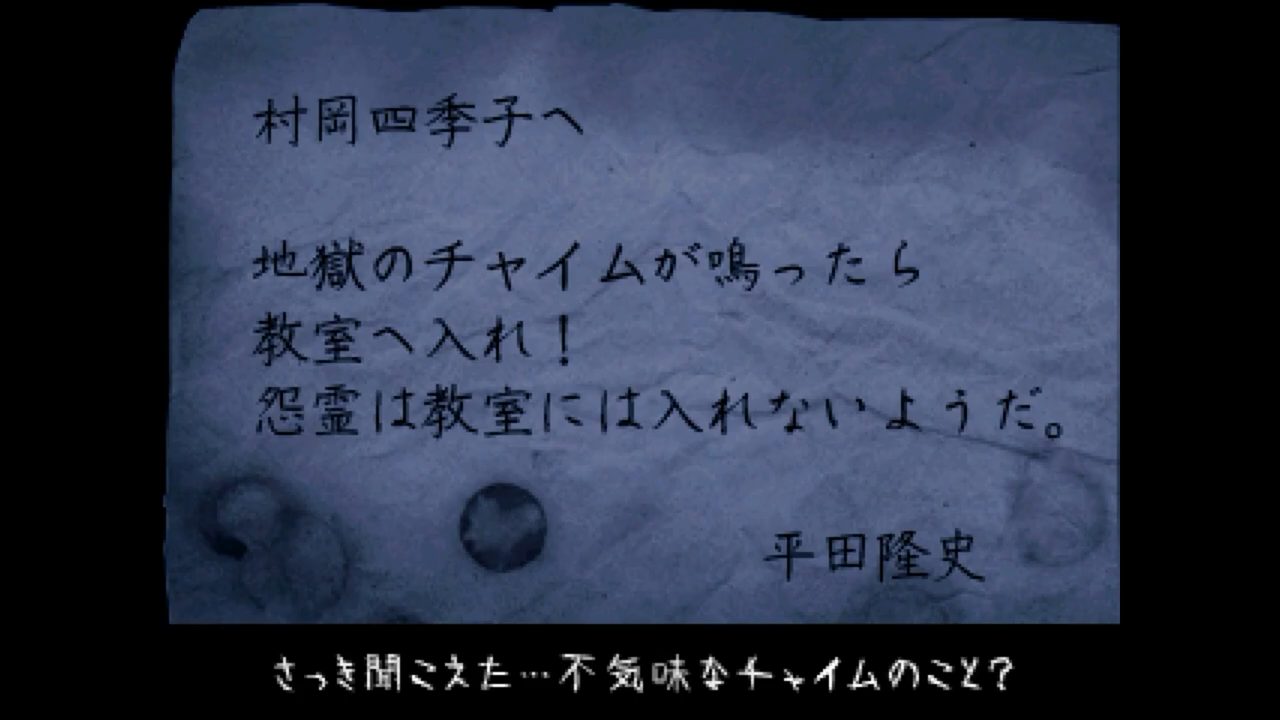 村岡四季子へ
地獄のチャイムが鳴ったら
教室へ入れ！
怨霊は教室には入れないようだ。
平田隆史
さっき聞こえた…不気味なチャイムのこと？